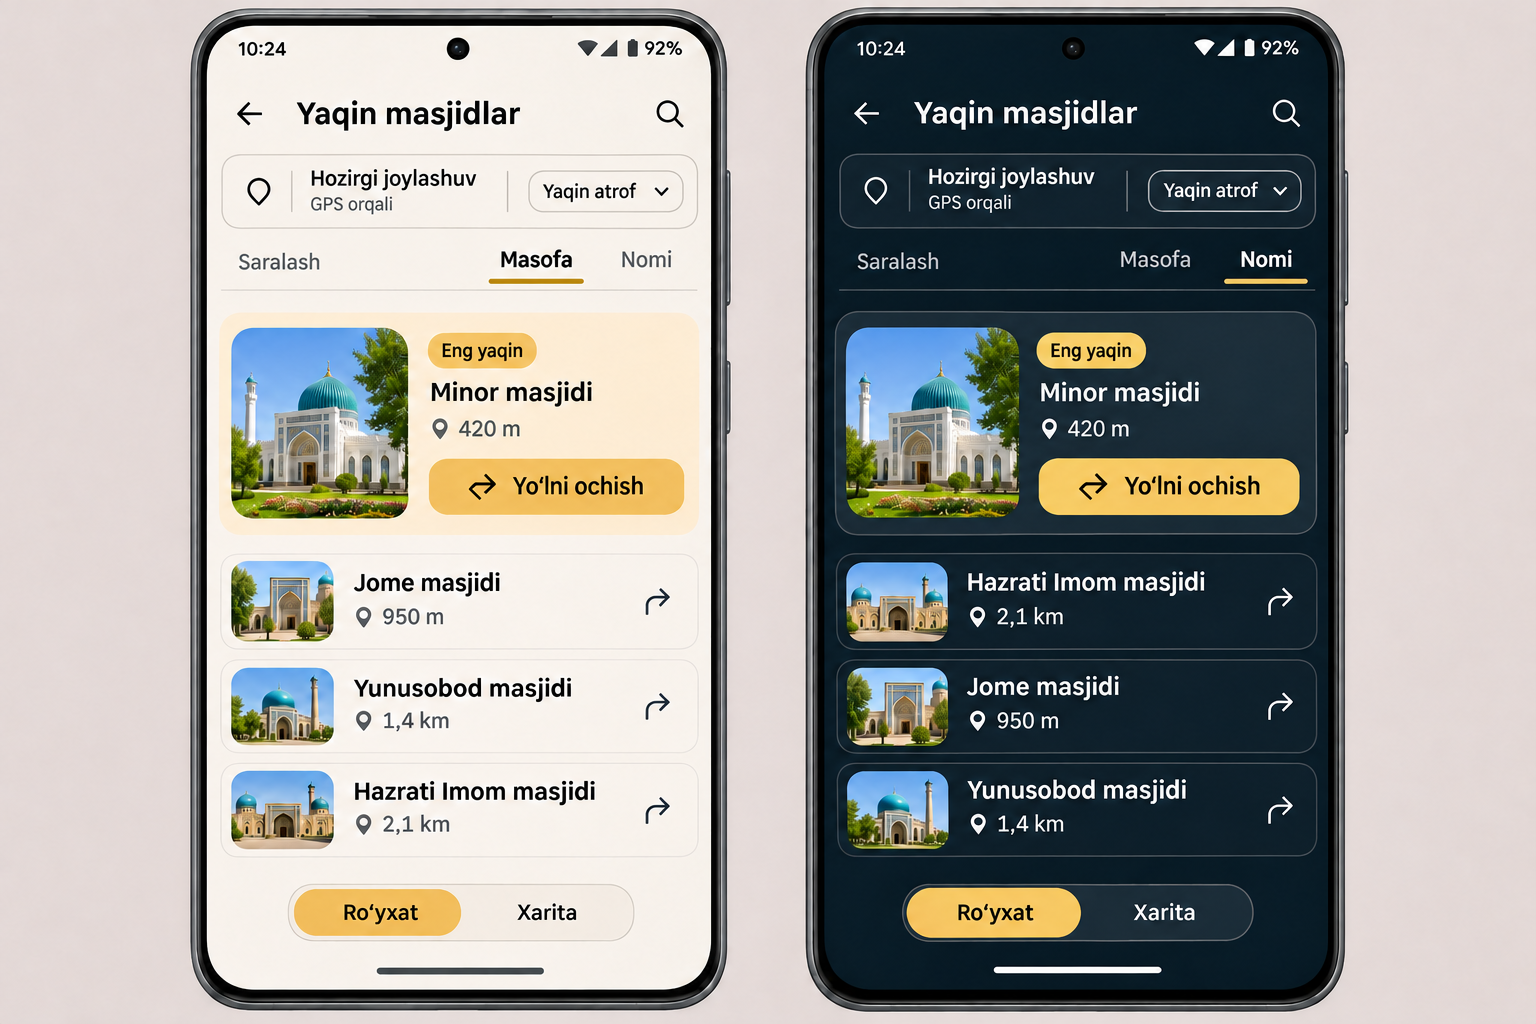 10:24
92%
Yaqin masjidlar
Hozirgi joylashuv
GPS orqali
Yaqin atrof
Saralash
Masofa
Nomi
Eng yaqin
Minor masjidi
420 m
Yo‘lni ochish
Jome masjidi
950 m
Yunusobod masjidi
1,4 km
Hazrati Imom masjidi
2,1 km
Ro‘yxat
Xarita
10:24
92%
Yaqin masjidlar
Hozirgi joylashuv
GPS orqali
Yaqin atrof
Saralash
Masofa
Nomi
Eng yaqin
Minor masjidi
420 m
Yo‘lni ochish
Hazrati Imom masjidi
2,1 km
Jome masjidi
950 m
Yunusobod masjidi
1,4 km
Ro‘yxat
Xarita